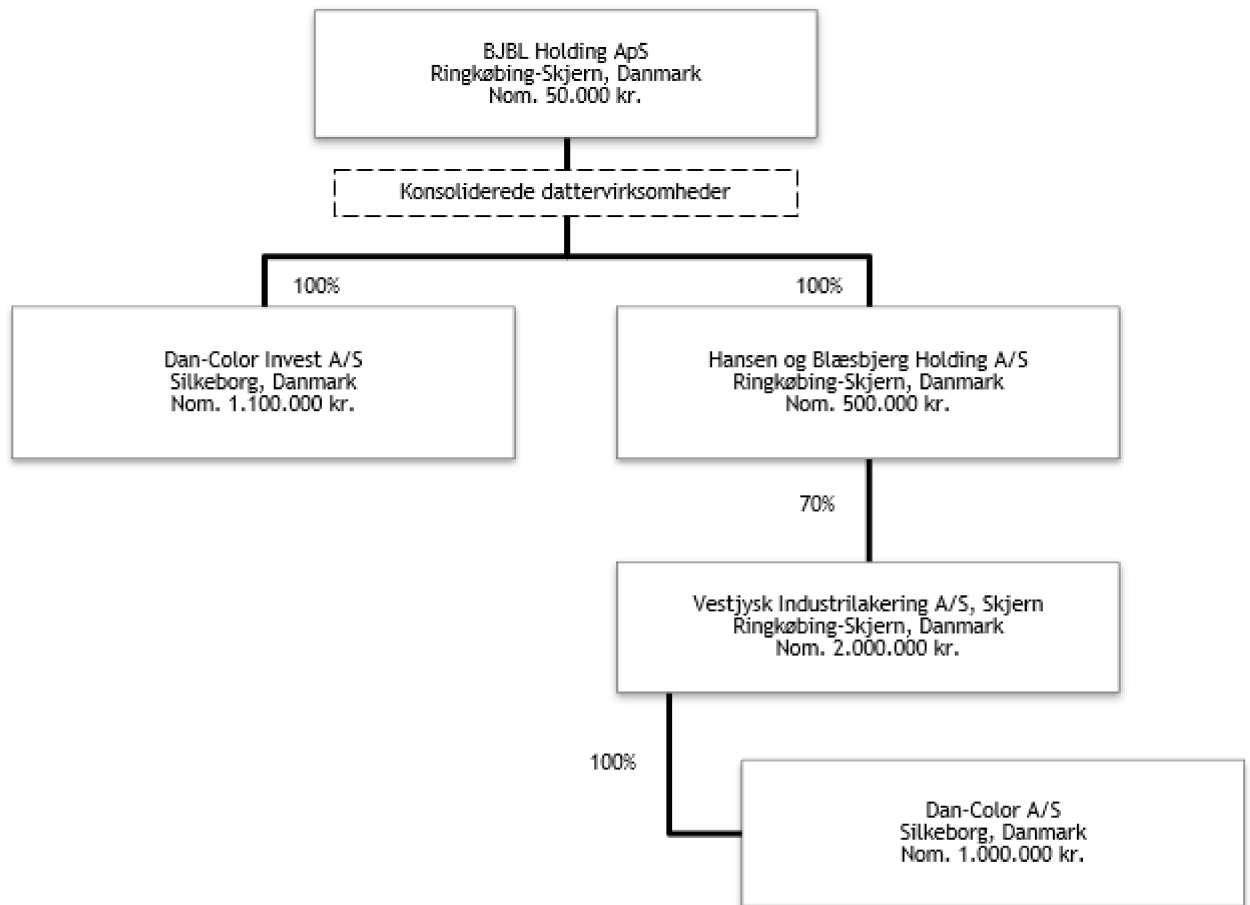 BJBL Holding ApS
Ringkøbing-Skjern, Danmark
Nom. 50.000 kr.
Konsoliderede dattervirksomheder
100%
100%
Dan-Color Invest A/S
Silkeborg, Danmark
Nom. 1.100.000 kr.
Hansen og Blæsbjerg Holding A/S
Ringkøbing-Skjern, Danmark
Nom. 500.000 kr.
70%
Vestjysk Industrilakering A/S, Skjern
Ringkøbing-Skjern, Danmark
Nom. 2.000.000 kr.
100%
Dan-Color A/S
Silkeborg, Danmark
Nom. 1.000.000 kr.